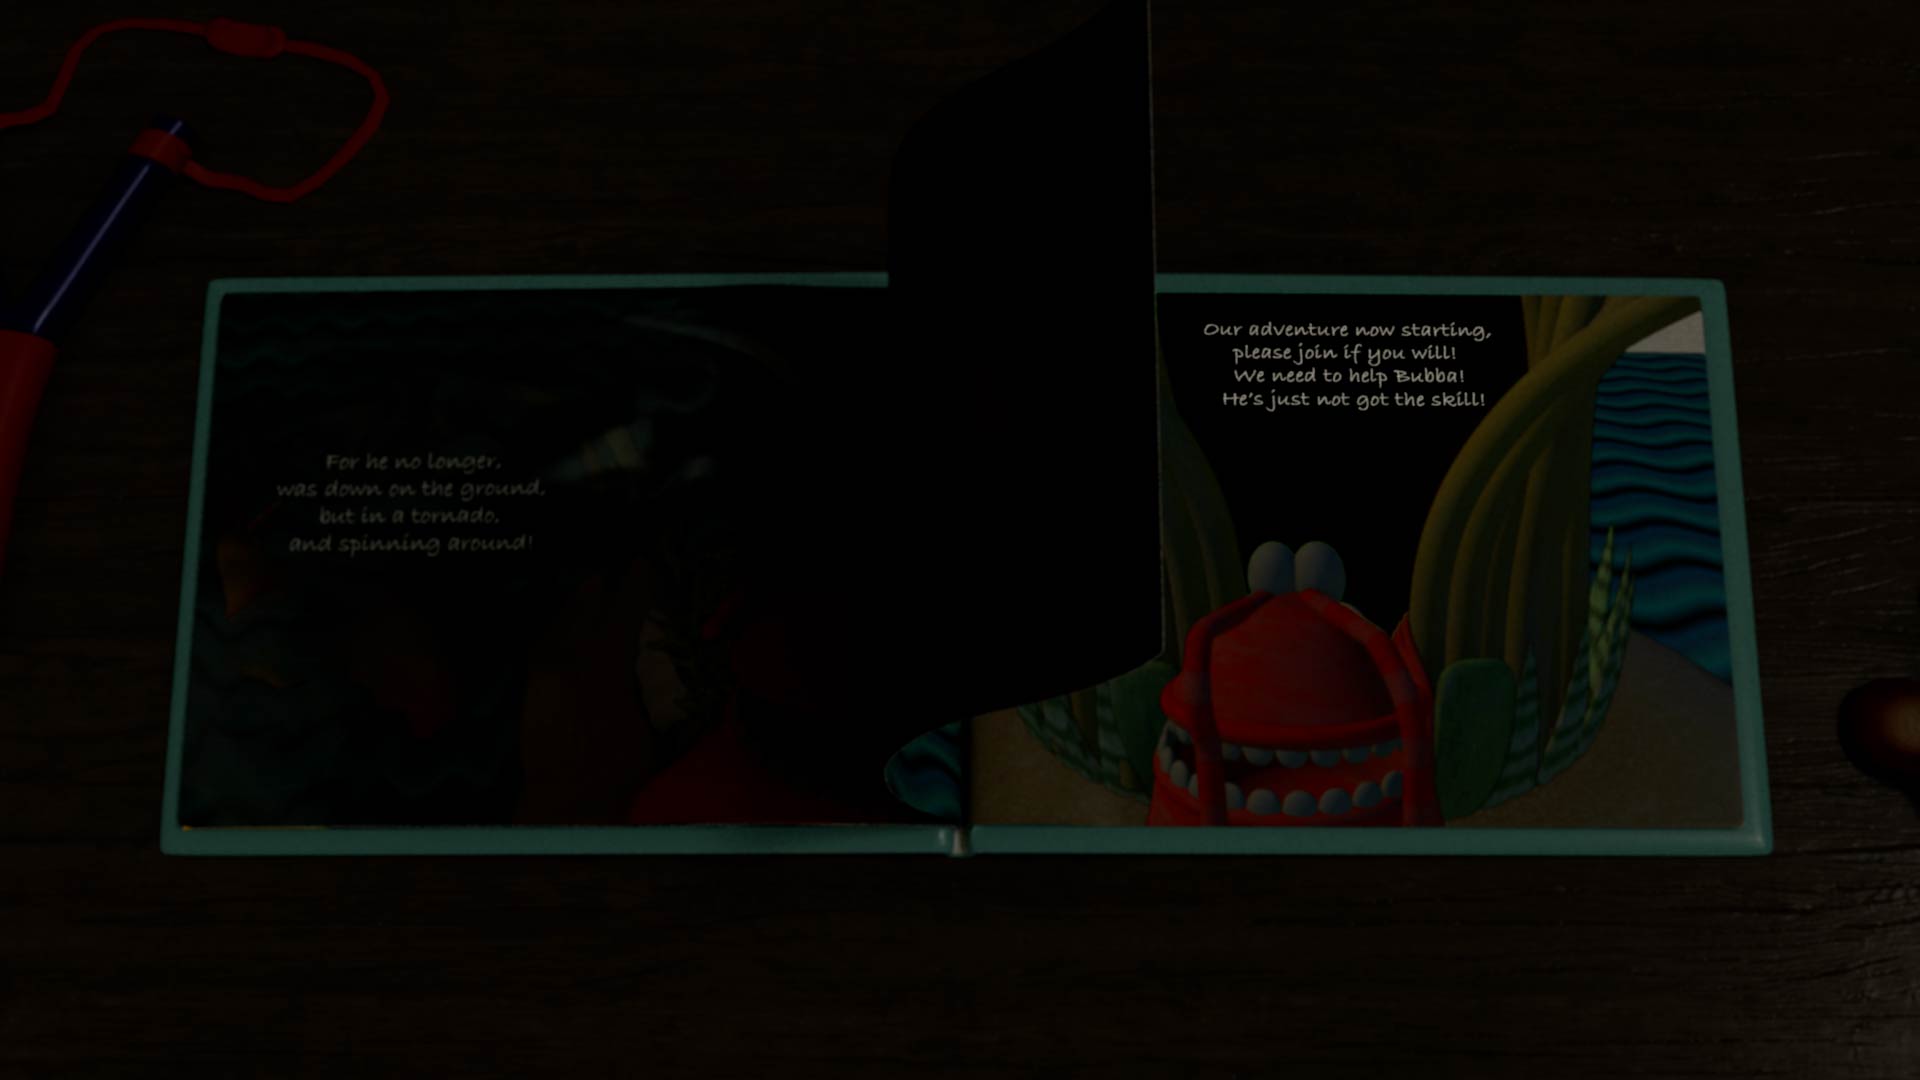 For he no longer,
was down on the ground,
but in a tornado,
and spinning around!
Our adventure now starting,
please join if you will!
We need to help Bubba!
He's just not got the skill!